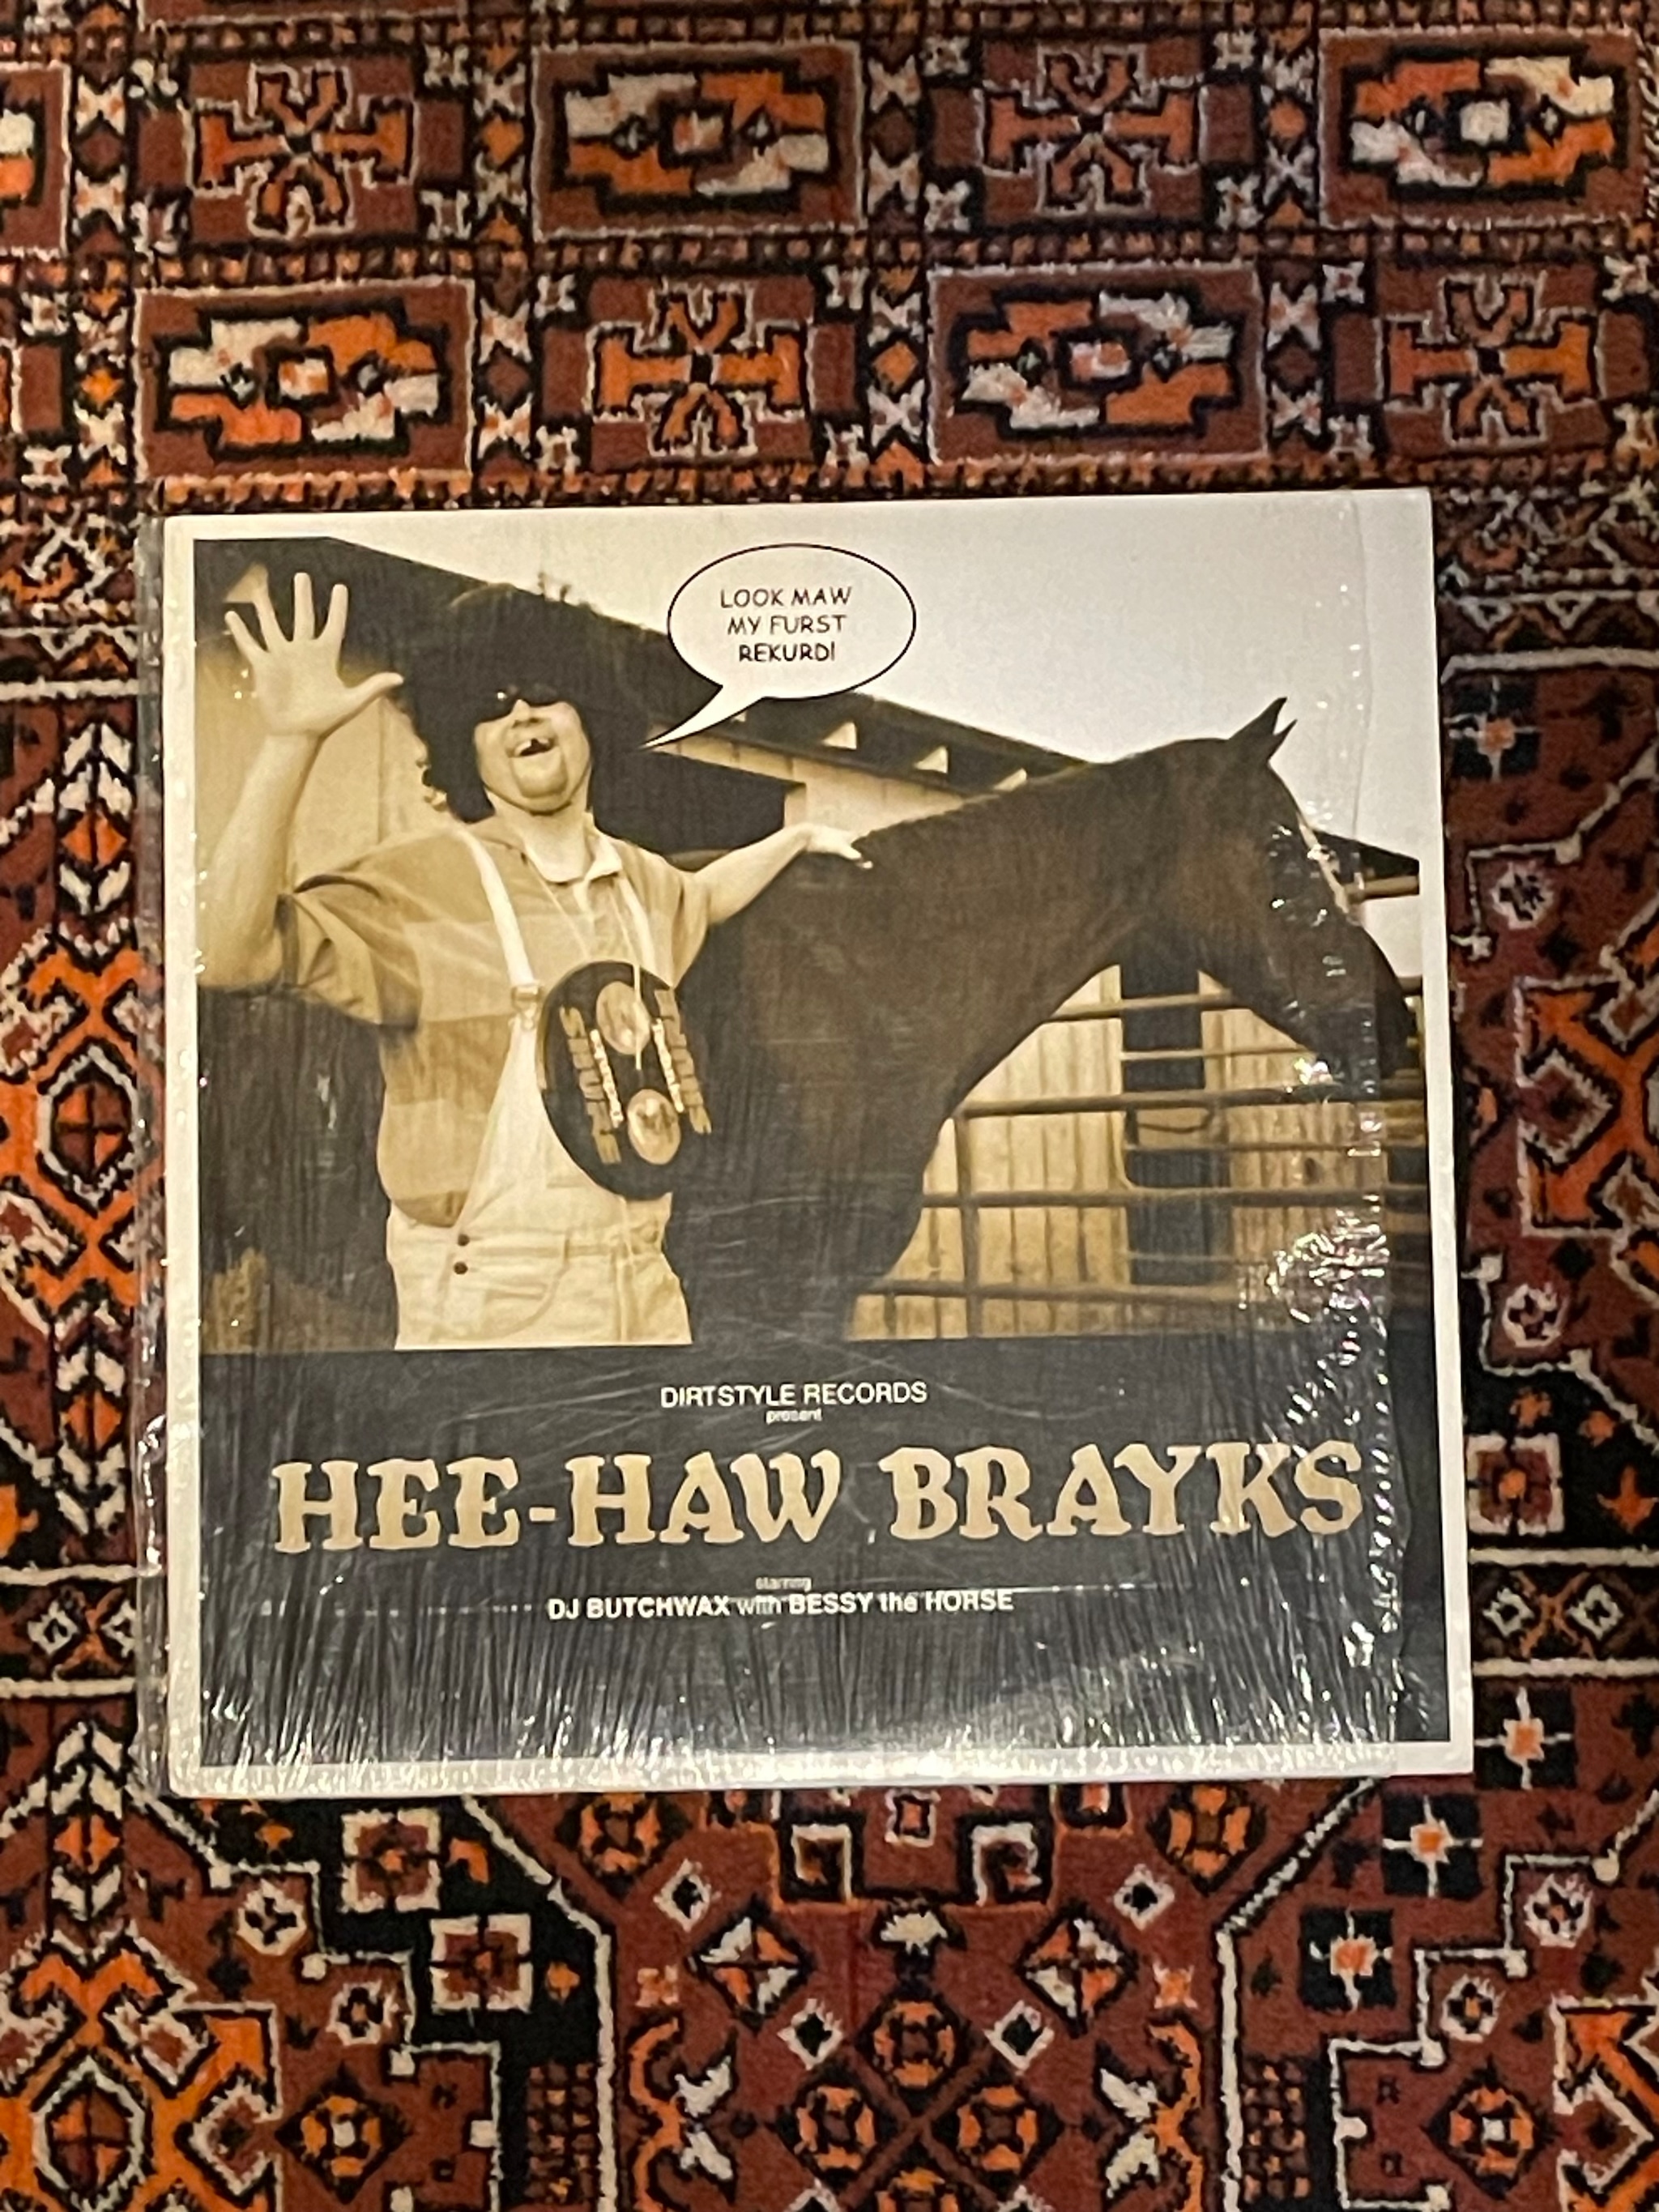 LOOK MAW
MY FURST
REKURD!
DIRTSTYLE RECORDS
present
HEE-HAW BRAYKS
starring
DJ BUTCHWAX with BESSY the HORSE